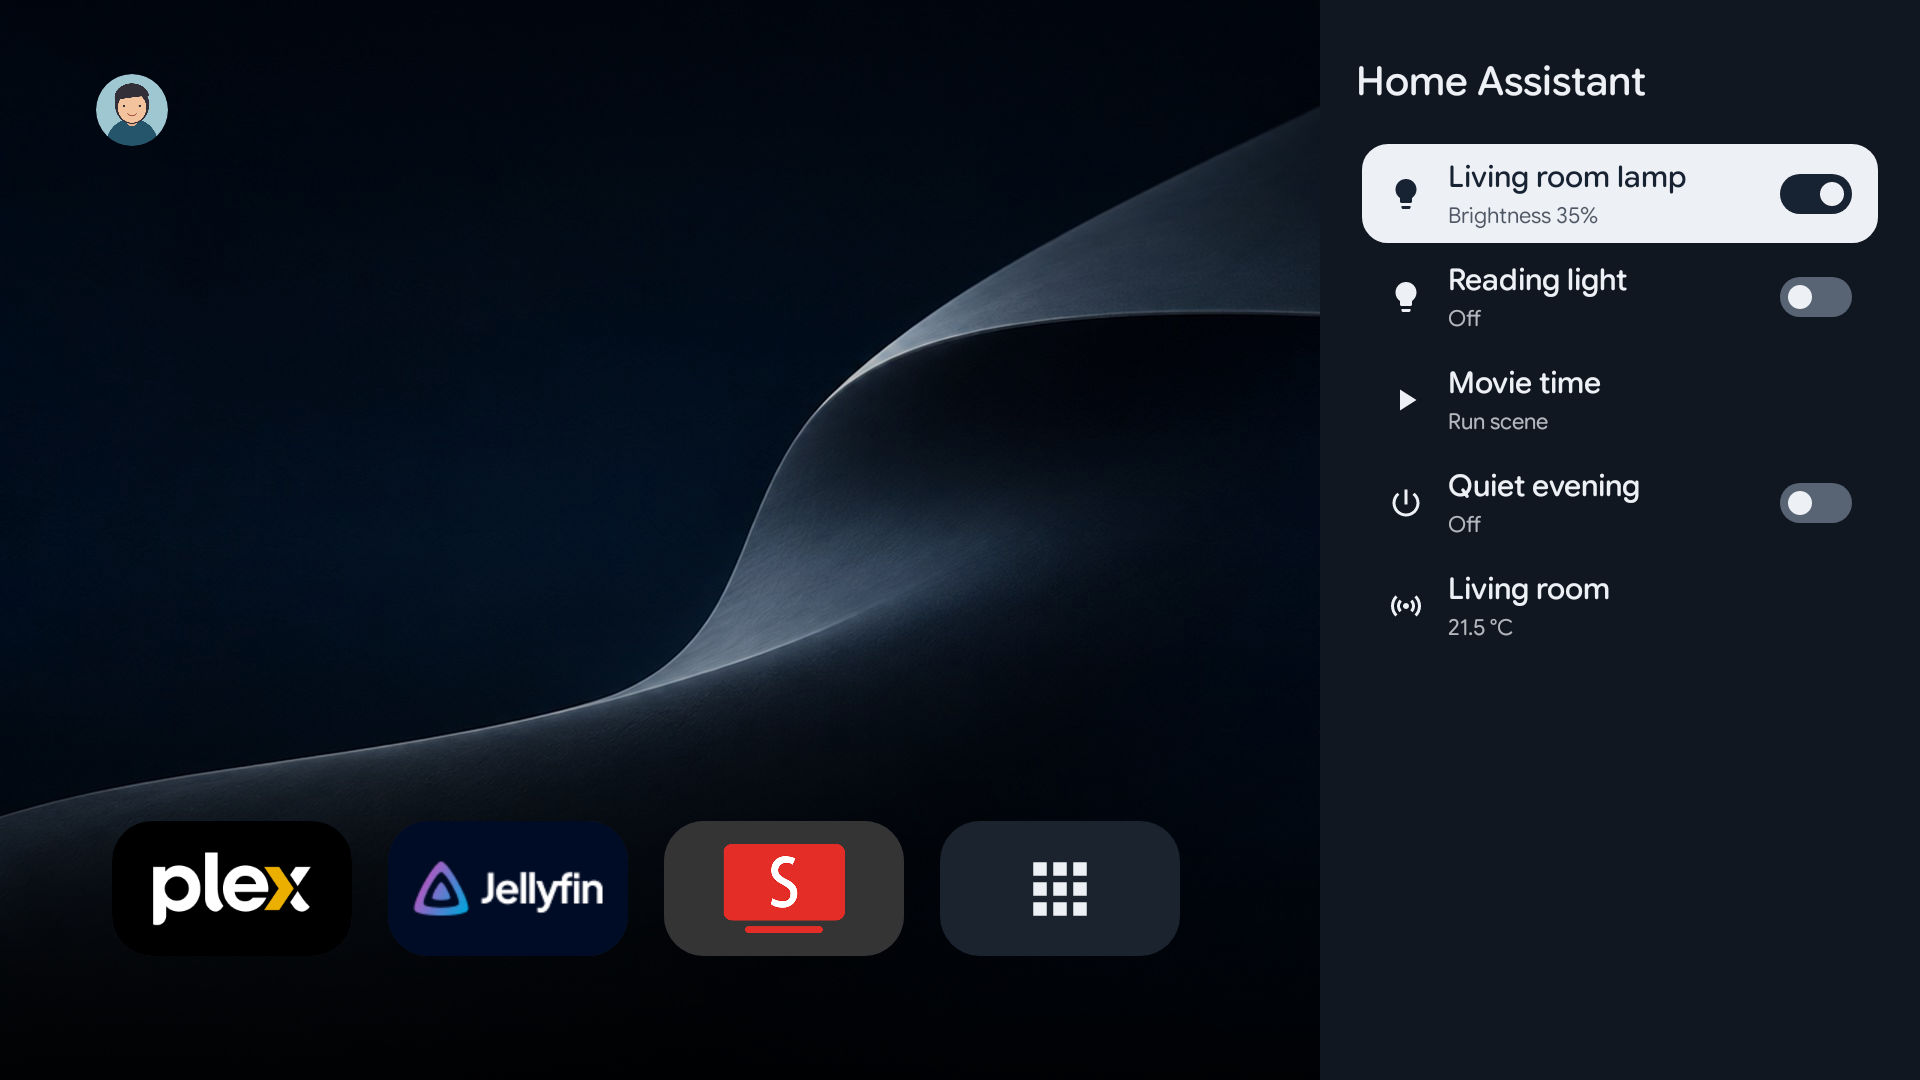 Home Assistant
Living room lamp
Brightness 35%
Reading light
Off
Movie time
Run scene
Quiet evening
Off
Living room
21.5 °C
plex
Jellyfin
S